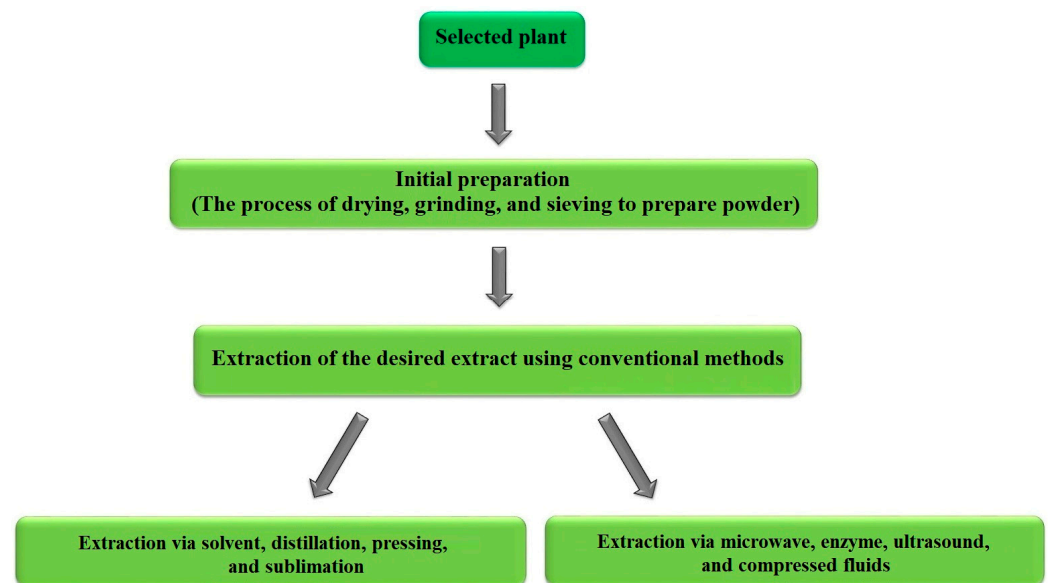 Selected plant
Initial preparation
(The process of drying, grinding, and sieving to prepare powder)
Extraction of the desired extract using conventional methods
Extraction via solvent, distillation, pressing,
and sublimation
Extraction via microwave, enzyme, ultrasound,
and compressed fluids